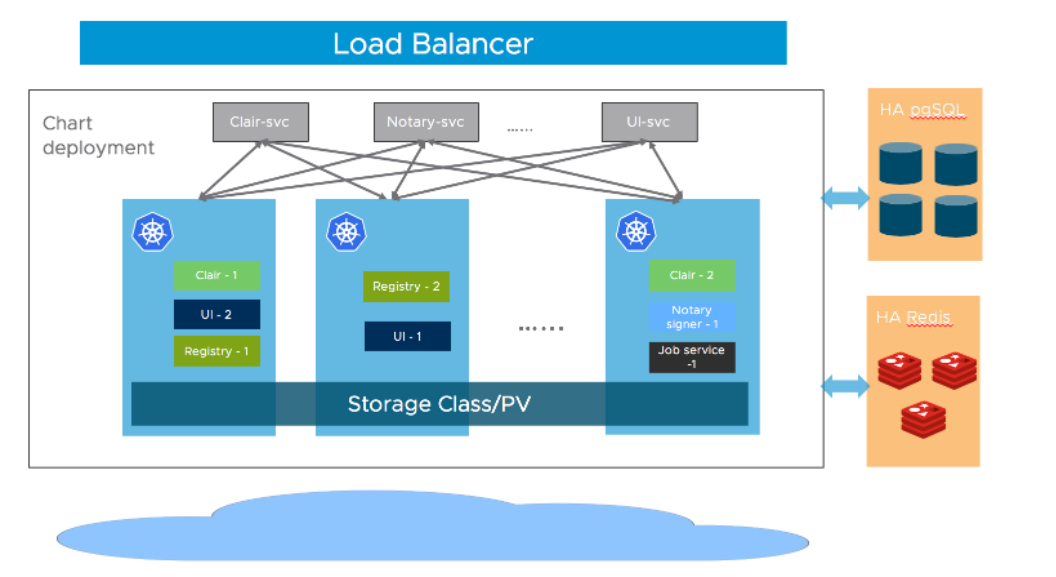 Load Balancer
Chart
deployment
Clair-svc
Notary-svc
......
UI-svc
HA pgSQL
Clair - 1
UI - 2
Registry - 1
Registry - 2
UI - 1
......
Clair - 2
Notary
signer - 1
Job service
-1
Storage Class/PV
HA Redis